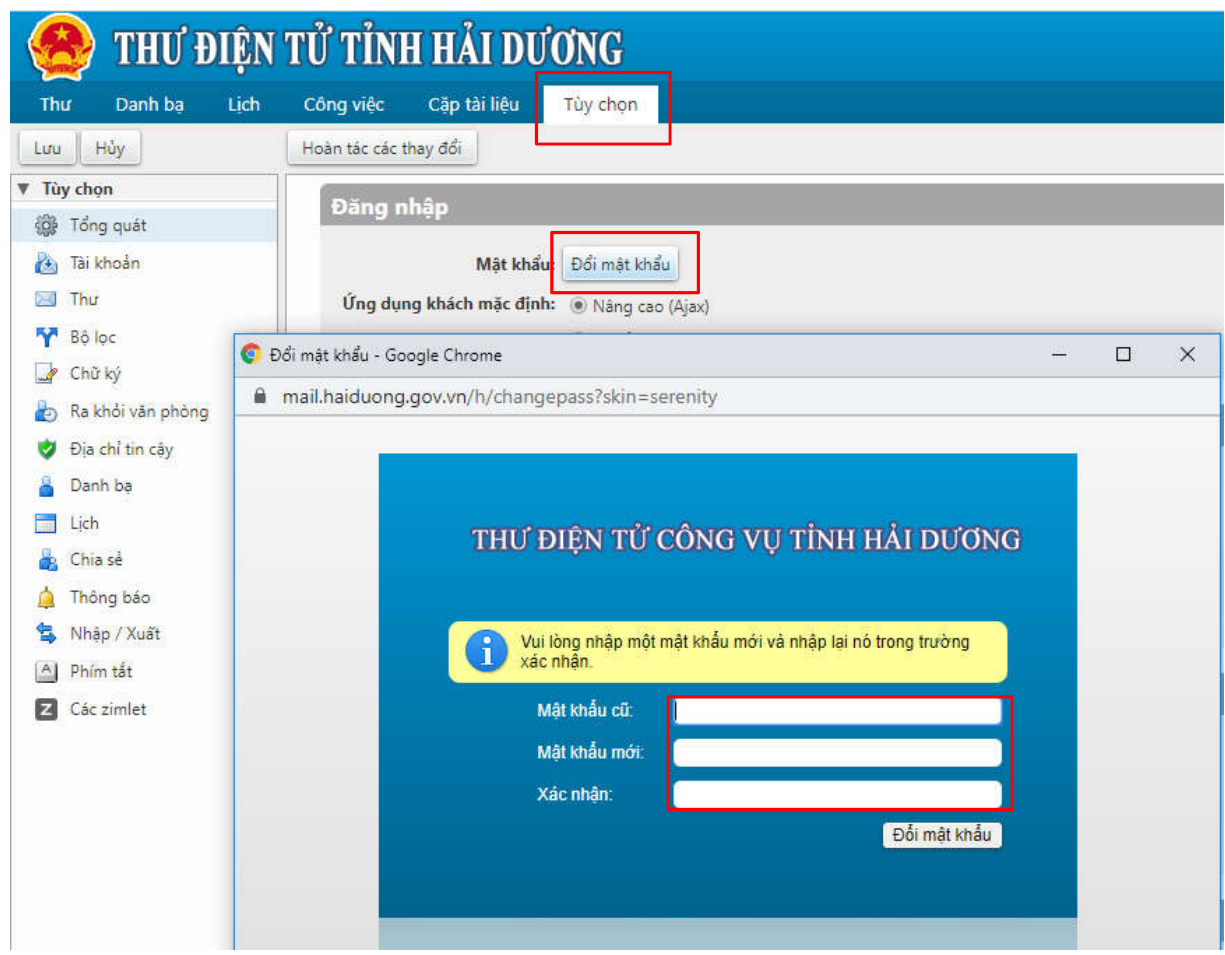 THƯ ĐIỆN TỬ TỈNH HẢI DƯƠNG
Thư Danh bạ Lịch Công việc Cặp tài liệu Tùy chọn
Lưu Hủy Hoàn tác các thay đổi
Tùy chọn
Tổng quát
Tài khoản
Thư
Bộ lọc
Chữ ký
Ra khỏi văn phòng
Địa chỉ tin cậy
Danh bạ
Lịch
Chia sẻ
Thông báo
Nhập / Xuất
Phím tắt
Các zimlet
Đăng nhập
Mật khẩu: Đổi mật khẩu
Ứng dụng khách mặc định: Nâng cao (Ajax)
Đổi mật khẩu - Google Chrome
mail.haiduong.gov.vn/h/changepass?skin=serenity
THƯ ĐIỆN TỬ CÔNG VỤ TỈNH HẢI DƯƠNG
Vui lòng nhập một mật khẩu mới và nhập lại nó trong trường
xác nhận.
Mật khẩu cũ:
Mật khẩu mới:
Xác nhận:
Đổi mật khẩu